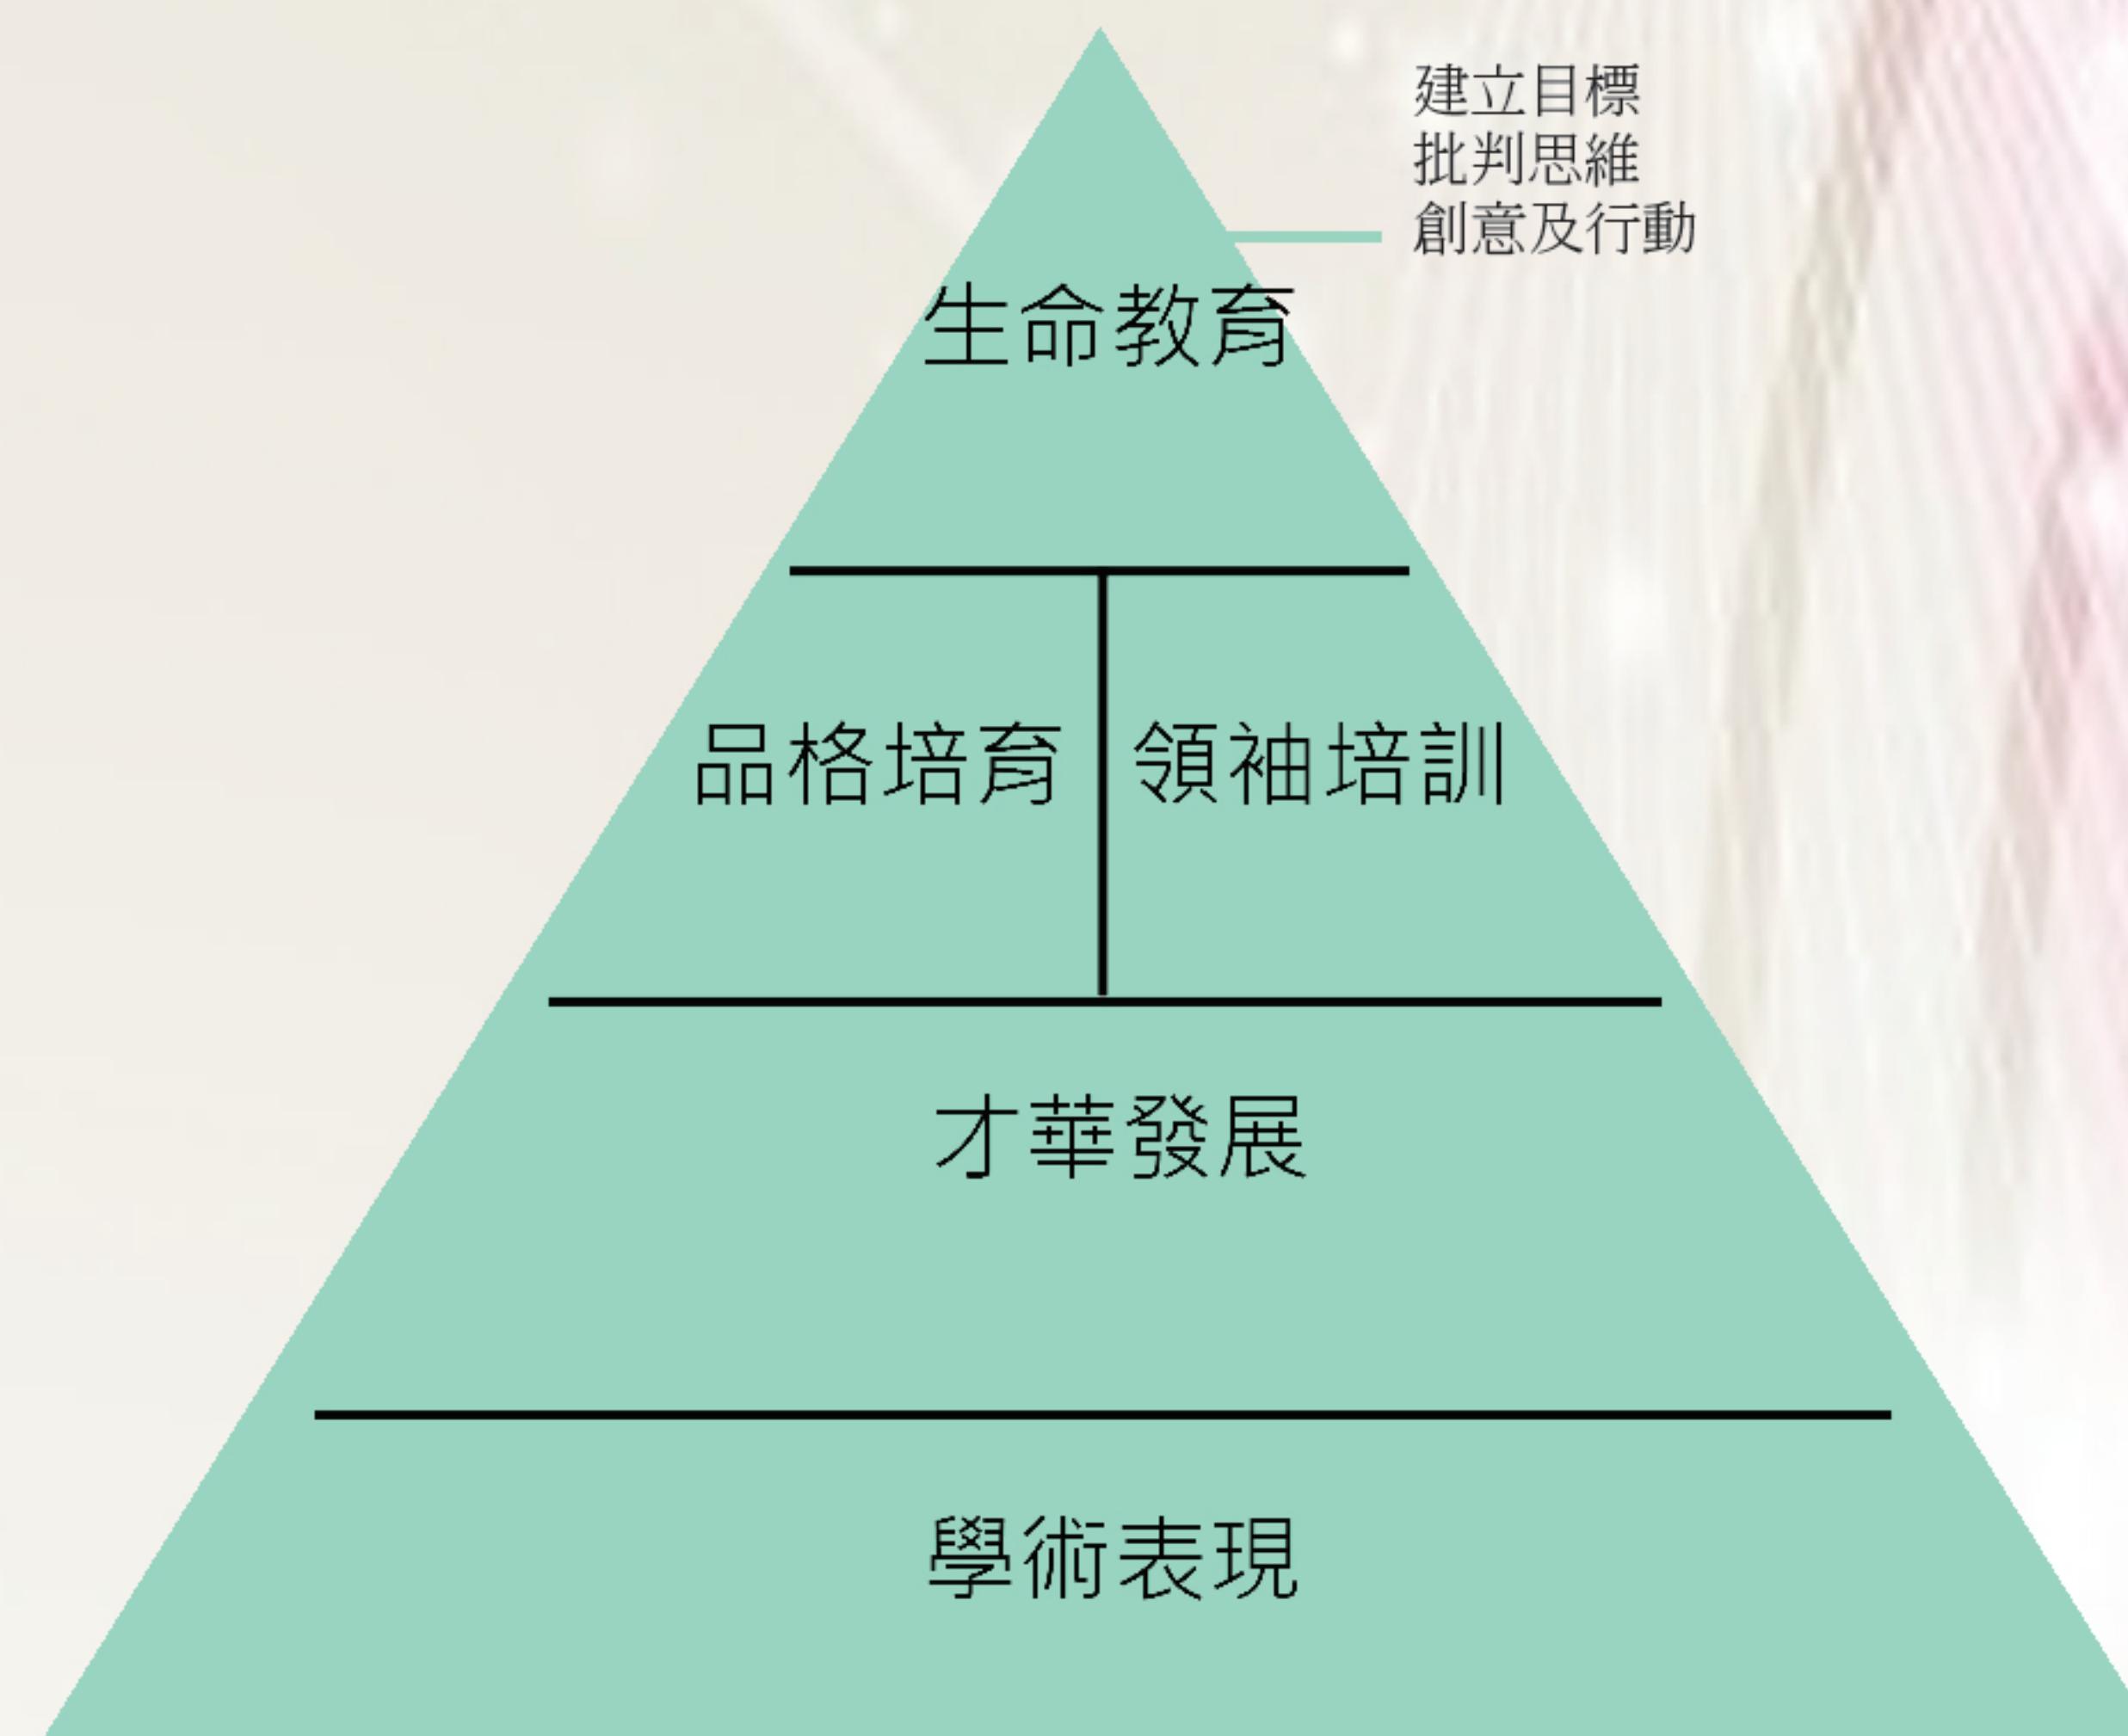 建立目標
批判思維
創意及行動
生命教育
品格培育 領袖培訓
才華發展
學術表現